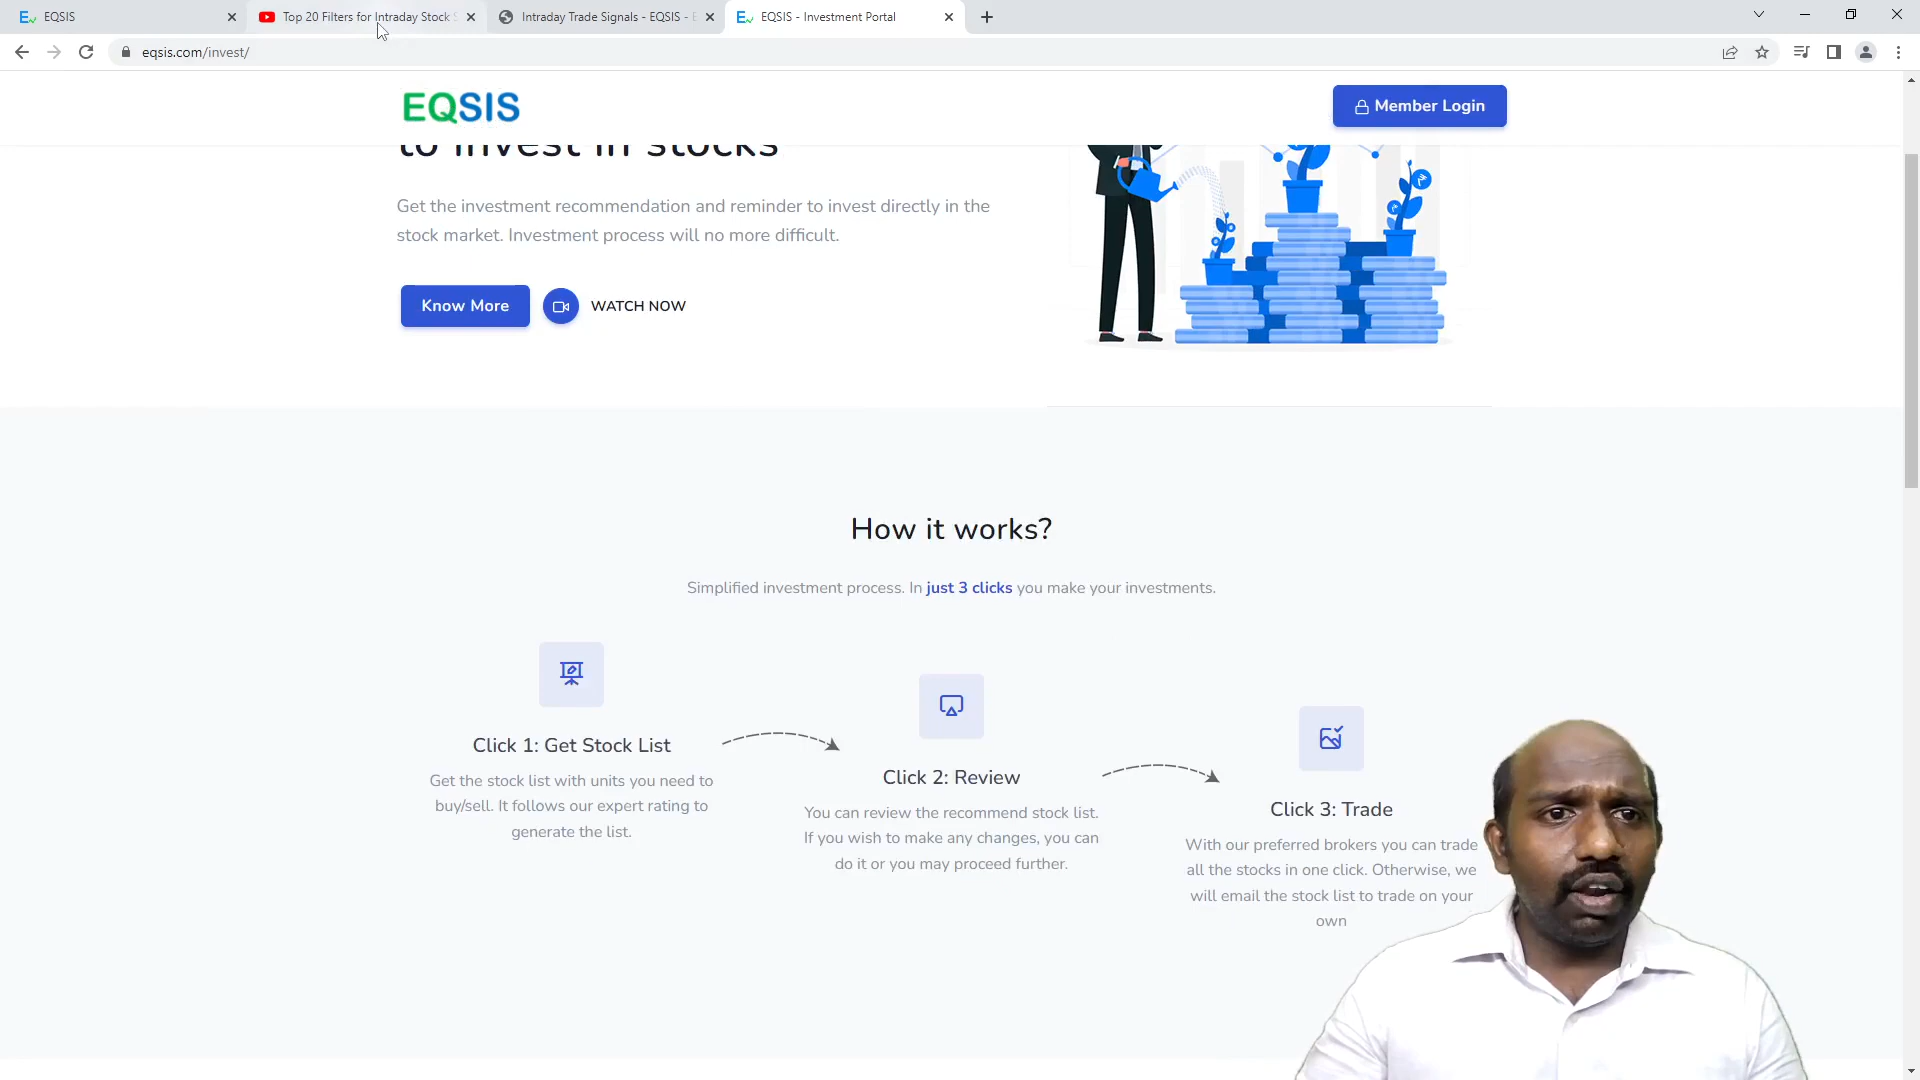 EQSIS
Top 20 Filters for Intraday Stock S
Intraday Trade Signals - EQSIS - E
EQSIS - Investment Portal
eqsis.com/invest/
EQSIS
Member Login
to invest in stocks
Get the investment recommendation and reminder to invest directly in the
stock market. Investment process will no more difficult.
Know More
WATCH NOW
How it works?
Simplified investment process. In just 3 clicks you make your investments.
Click 1: Get Stock List
Get the stock list with units you need to
buy/sell. It follows our expert rating to
generate the list.
Click 2: Review
You can review the recommend stock list.
If you wish to make any changes, you can
do it or you may proceed further.
Click 3: Trade
With our preferred brokers you can trade
all the stocks in one click. Otherwise, we
will email the stock list to trade on your
own